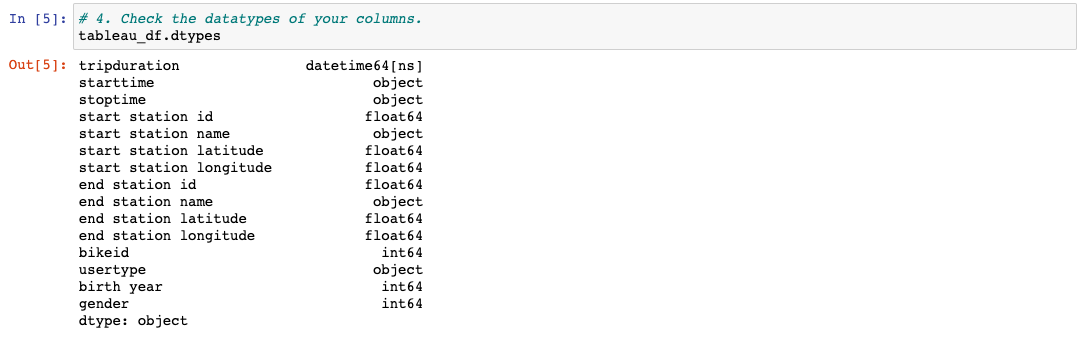 In [5]: # 4. Check the datatypes of your columns.
tableau_df.dtypes
Out[5]: tripduration datetime64[ns]
starttime object
stoptime object
start station id float64
start station name object
start station latitude float64
start station longitude float64
end station id float64
end station name object
end station latitude float64
end station longitude float64
bikeid int64
usertype object
birth year int64
gender int64
dtype: object